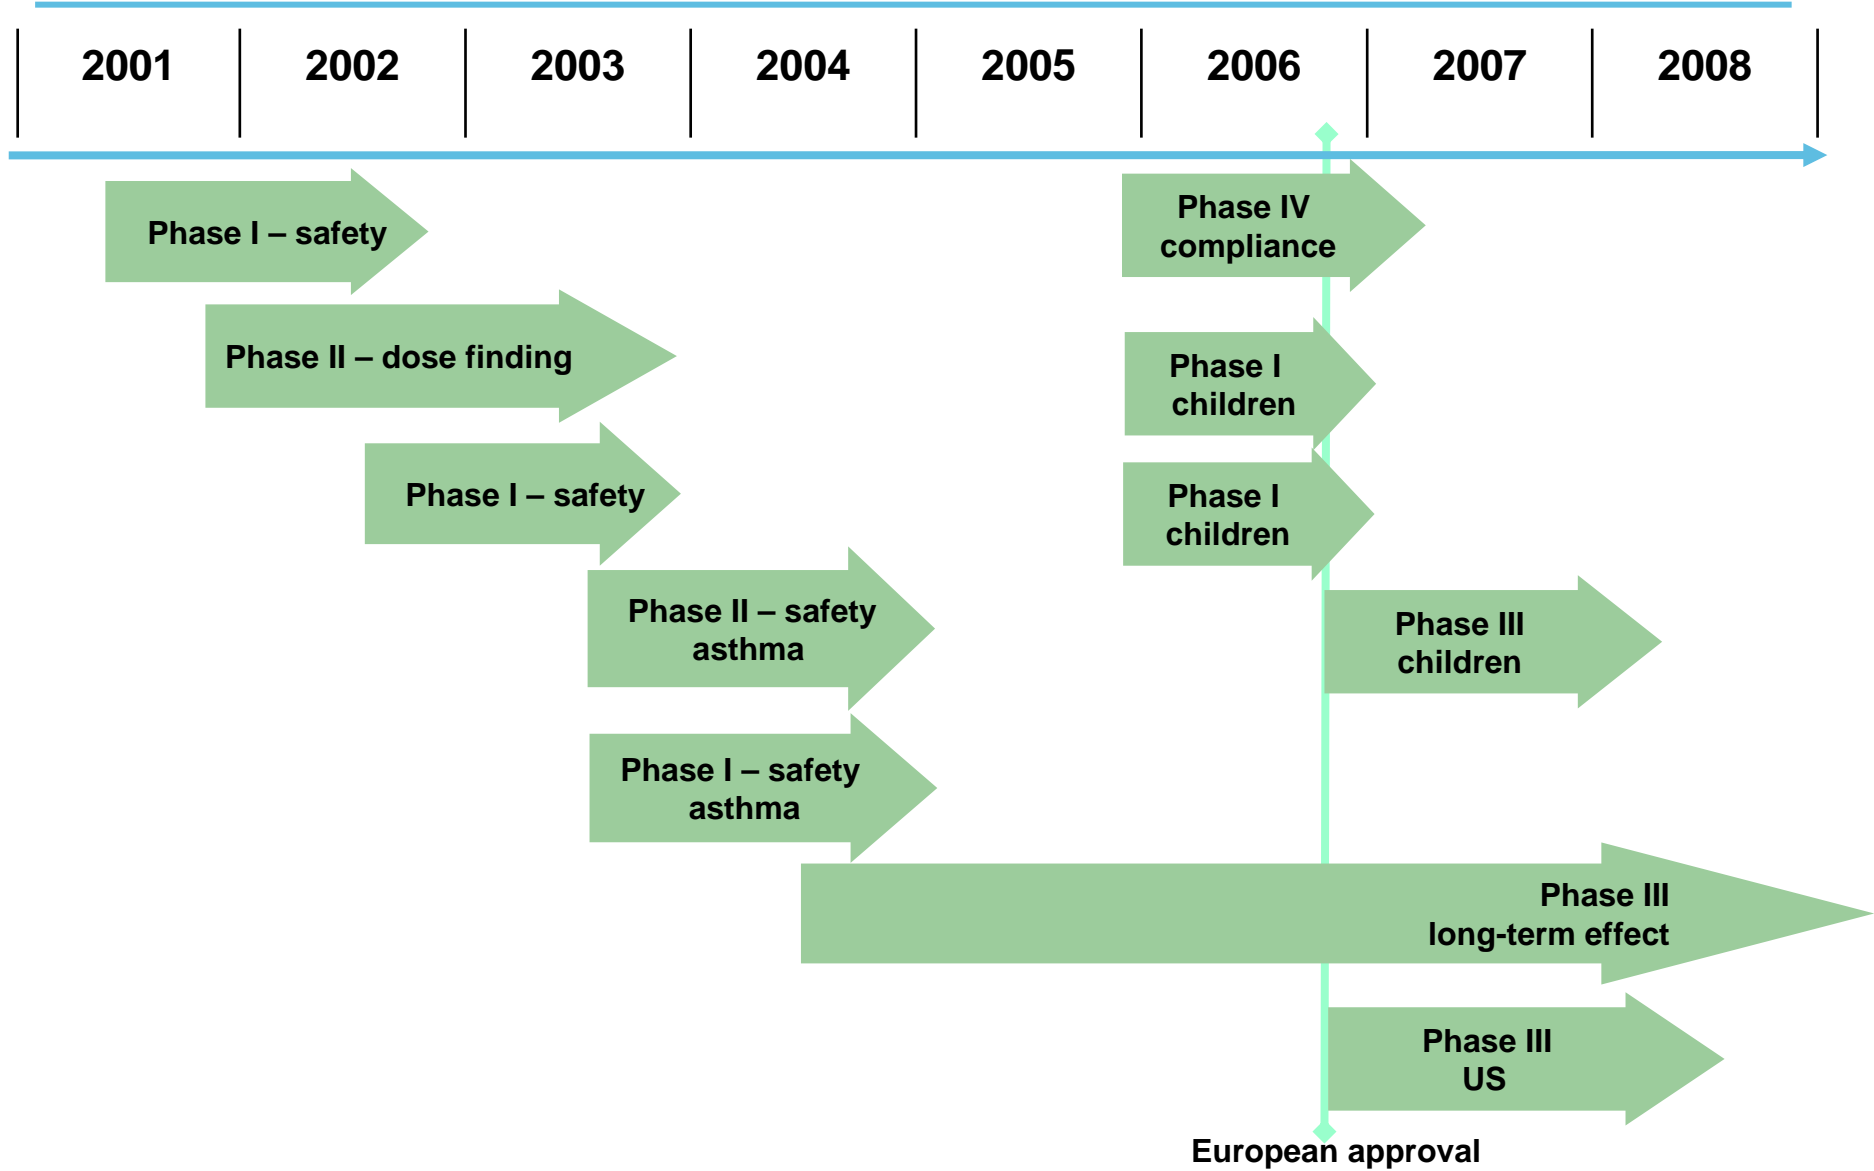 2001 2002 2003 2004 2005 2006 2007 2008
Phase I – safety
Phase IV
compliance
Phase II – dose finding
Phase I
children
Phase I – safety
Phase I
children
Phase II – safety
asthma
Phase III
children
Phase I – safety
asthma
Phase III
long-term effect
Phase III
US
European approval